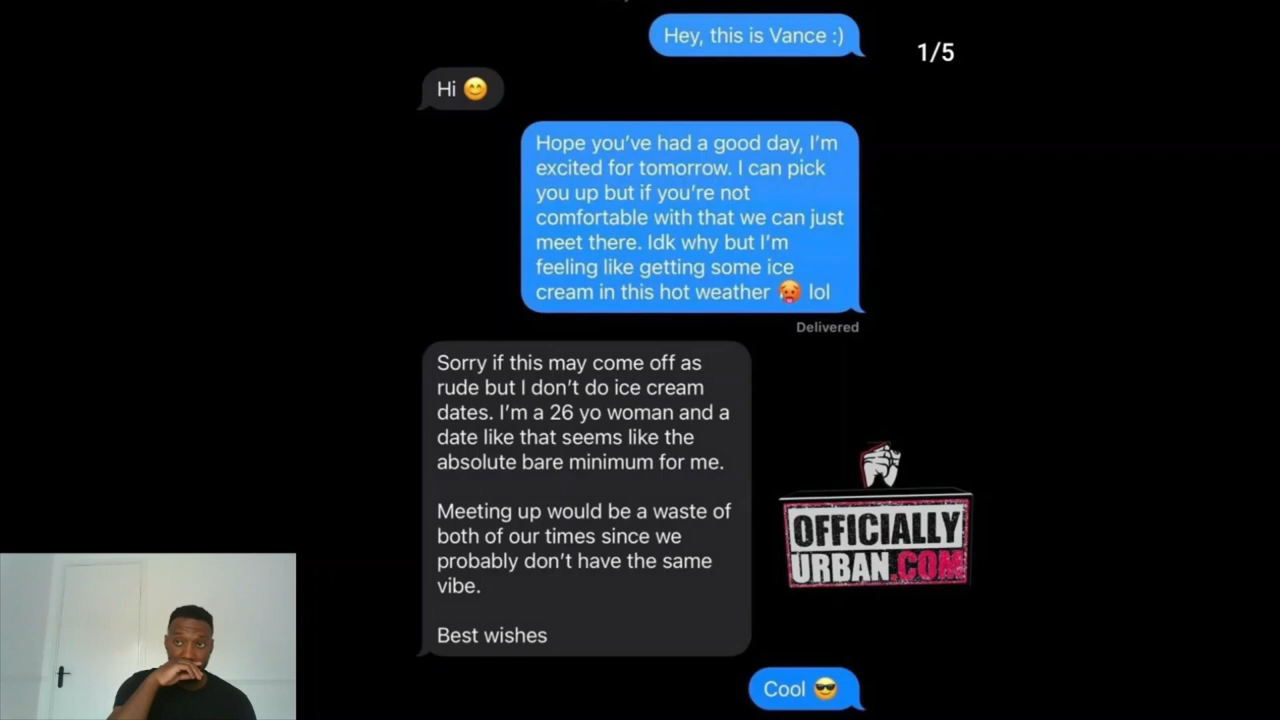 Hey, this is Vance :)
1/5
Hi 😊
Hope you've had a good day, I'm
excited for tomorrow. I can pick
you up but if you're not
comfortable with that we can just
meet there. Idk why but I'm
feeling like getting some ice
cream in this hot weather 🥵 lol
Delivered
Sorry if this may come off as
rude but I don't do ice cream
dates. I'm a 26 yo woman and a
date like that seems like the
absolute bare minimum for me.
Meeting up would be a waste of
both of our times since we
probably don't have the same
vibe.
Best wishes
OFFICIALLY
URBAN.COM
Cool 😎